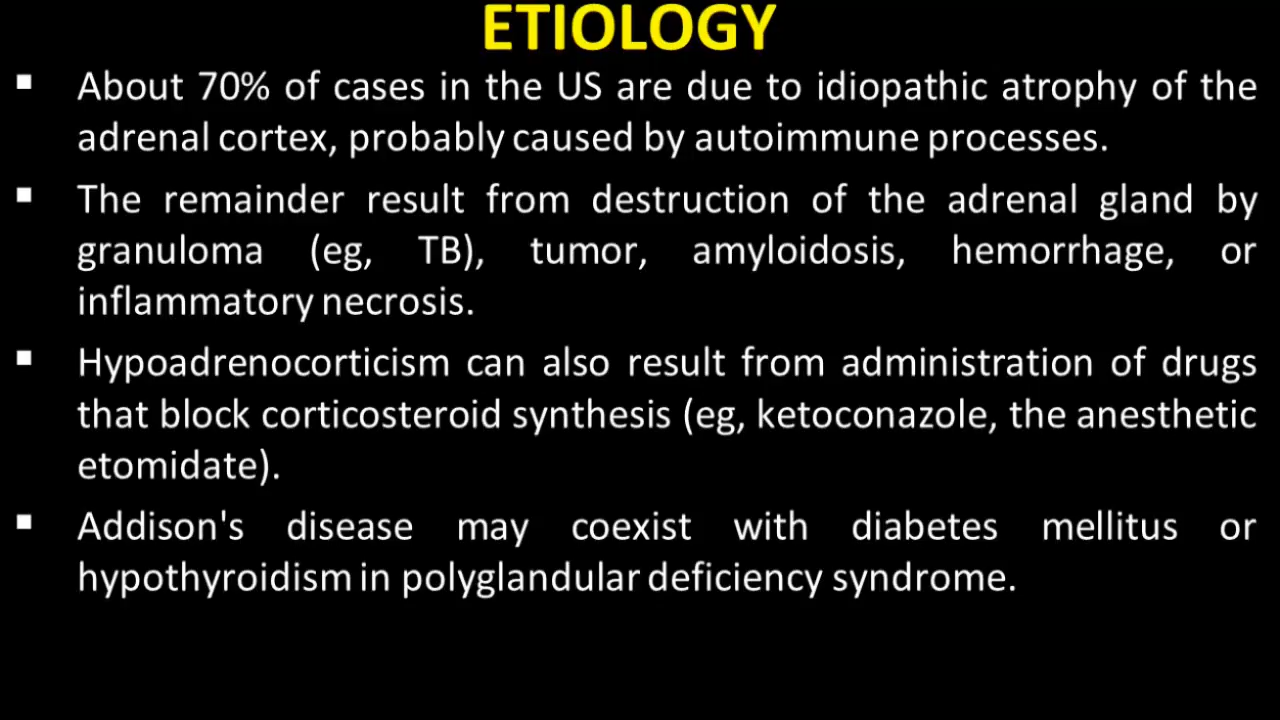 ETIOLOGY
▪ About 70% of cases in the US are due to idiopathic atrophy of the
adrenal cortex, probably caused by autoimmune processes.
▪ The remainder result from destruction of the adrenal gland by
granuloma (eg, TB), tumor, amyloidosis, hemorrhage, or
inflammatory necrosis.
▪ Hypoadrenocorticism can also result from administration of drugs
that block corticosteroid synthesis (eg, ketoconazole, the anesthetic
etomidate).
▪ Addison's disease may coexist with diabetes mellitus or
hypothyroidism in polyglandular deficiency syndrome.